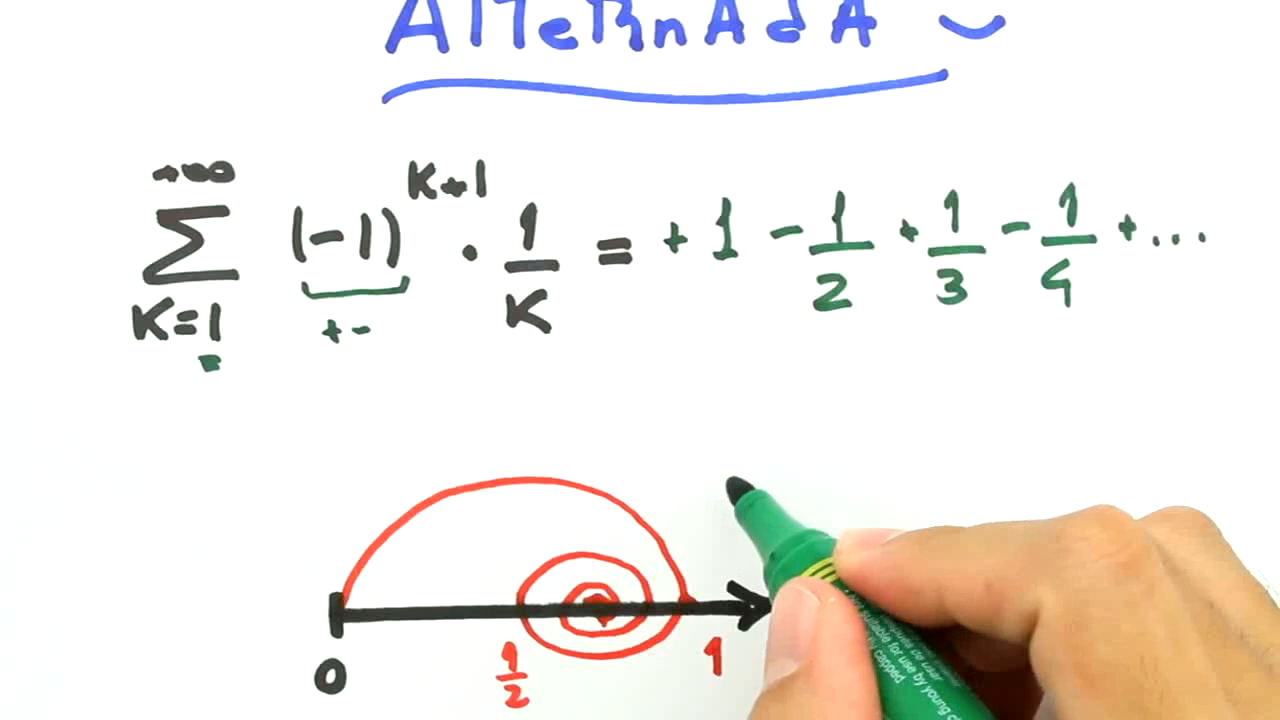 AlTeRnAdA
+∞
∑ (-1)^(K+1) · 1/K = +1 - 1/2 + 1/3 - 1/4 + ...
K=1
+ -
0 1/2 1